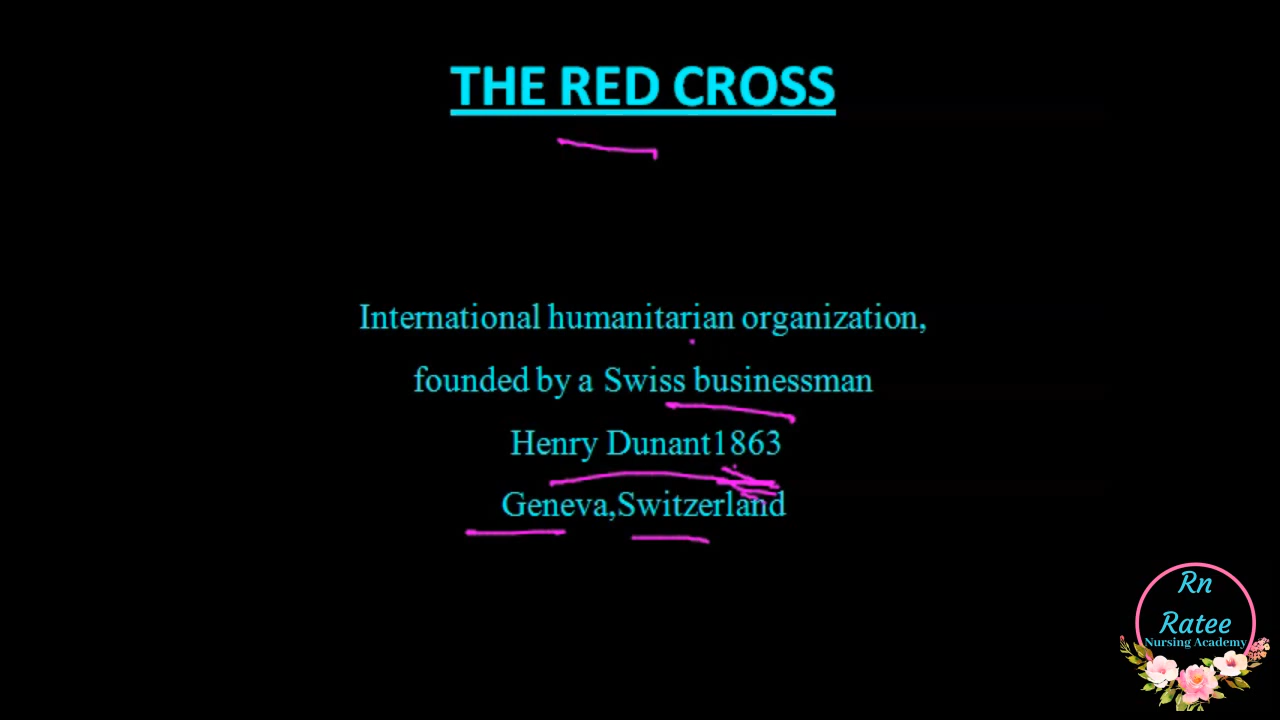 THE RED CROSS
International humanitarian organization,
founded by a Swiss businessman
Henry Dunant1863
Geneva,Switzerland
Rn
Ratee
Nursing Academy